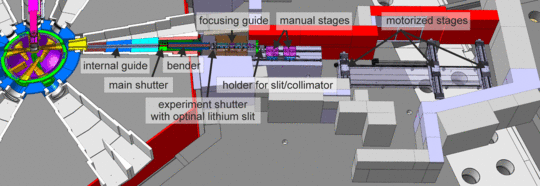 focusing guide
manual stages
motorized stages
internal guide
bender
main shutter
holder for slit/collimator
experiment shutter
with optinal lithium slit